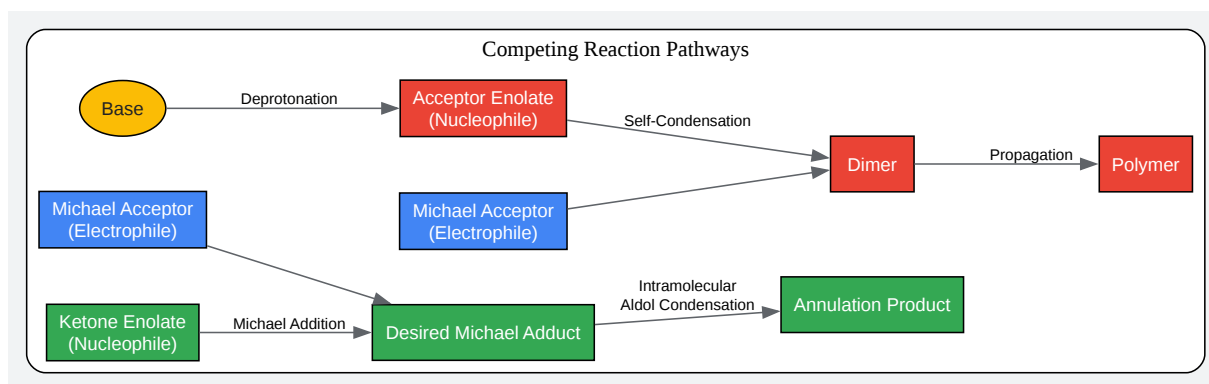 Competing Reaction Pathways
Base
Deprotonation
Acceptor Enolate
(Nucleophile)
Self-Condensation
Dimer
Propagation
Polymer
Michael Acceptor
(Electrophile)
Michael Acceptor
(Electrophile)
Ketone Enolate
(Nucleophile)
Michael Addition
Desired Michael Adduct
Intramolecular
Aldol Condensation
Annulation Product